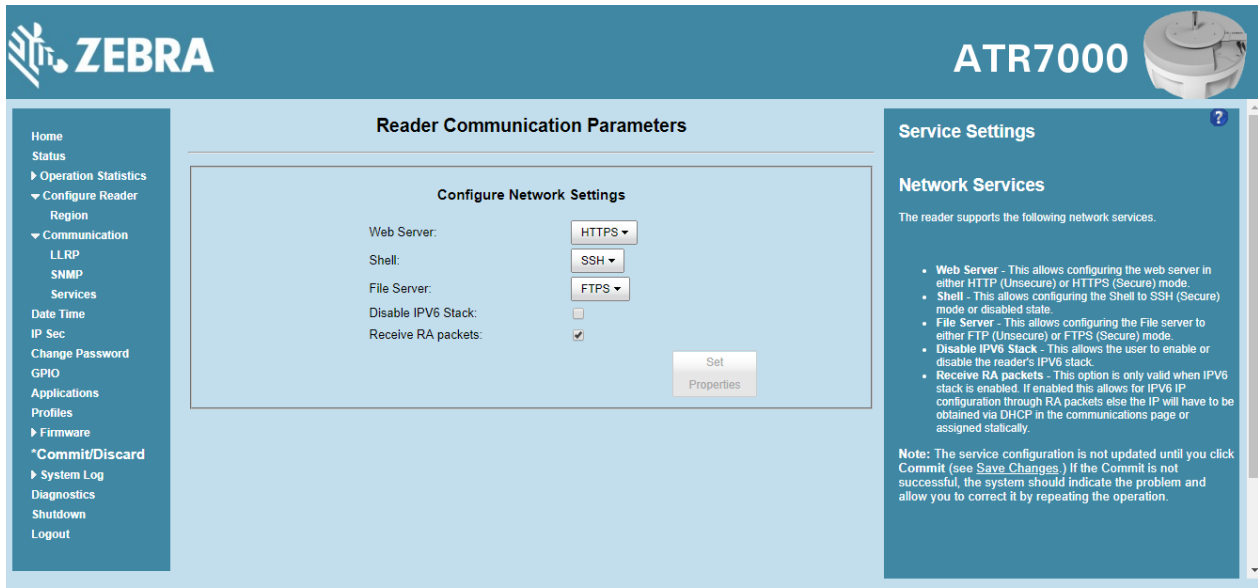 ZEBRA
ATR7000
Home
Status
Operation Statistics
Configure Reader
Region
Communication
LLRP
SNMP
Services
Date Time
IP Sec
Change Password
GPIO
Applications
Profiles
Firmware
*Commit/Discard
System Log
Diagnostics
Shutdown
Logout
Reader Communication Parameters
Configure Network Settings
Web Server: HTTPS
Shell: SSH
File Server: FTPS
Disable IPV6 Stack:
Receive RA packets:
Set
Properties
?
Service Settings
Network Services
The reader supports the following network services.
• Web Server - This allows configuring the web server in
either HTTP (Unsecure) or HTTPS (Secure) mode.
• Shell - This allows configuring the Shell to SSH (Secure)
mode or disabled state.
• File Server - This allows configuring the File server to
either FTP (Unsecure) or FTPS (Secure) mode.
• Disable IPV6 Stack - This allows the user to enable or
disable the reader's IPV6 stack.
• Receive RA packets - This option is only valid when IPV6
stack is enabled. If enabled this allows for IPV6 IP
configuration through RA packets else the IP will have to be
obtained via DHCP in the communications page or
assigned statically.
Note: The service configuration is not updated until you click
Commit (see Save Changes.) If the Commit is not
successful, the system should indicate the problem and
allow you to correct it by repeating the operation.